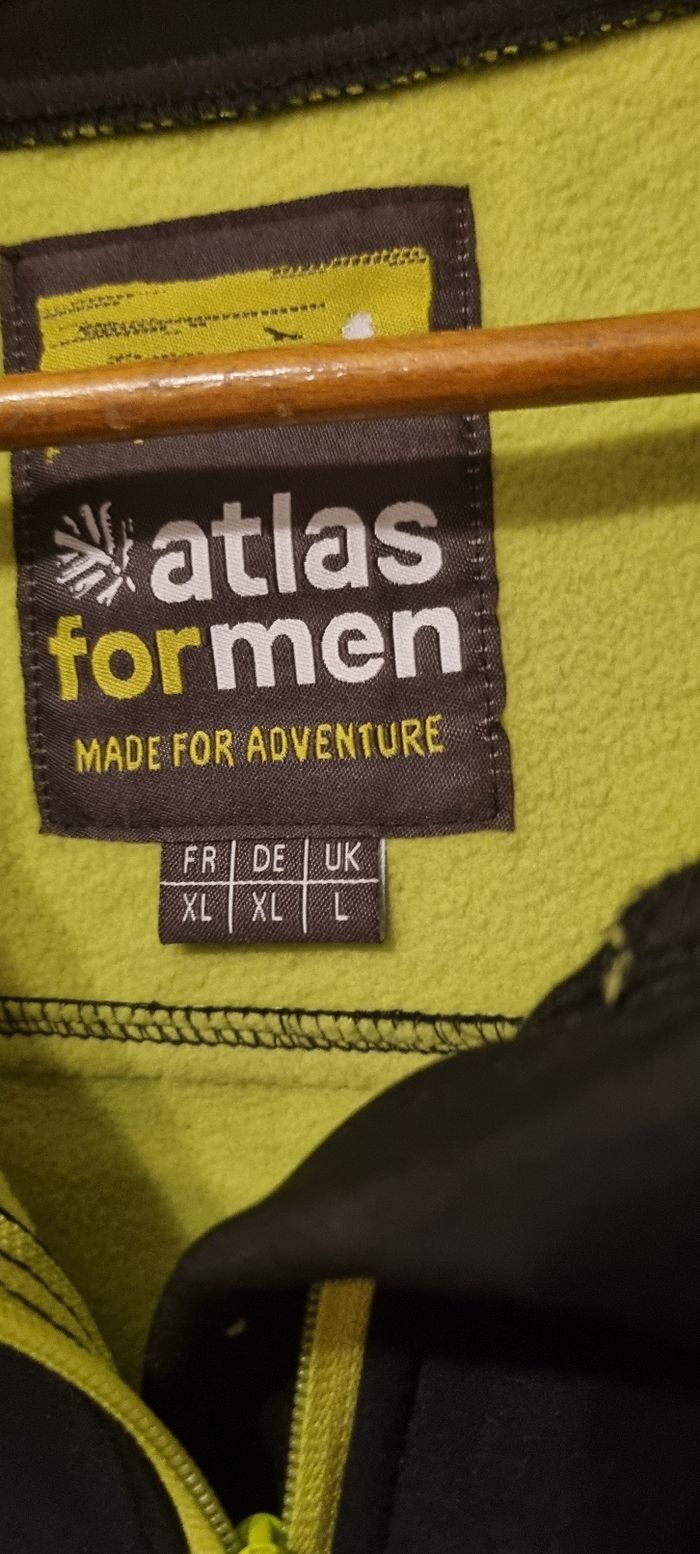 atlas
formen
MADE FOR ADVENTURE
FR DE UK
XL XL L